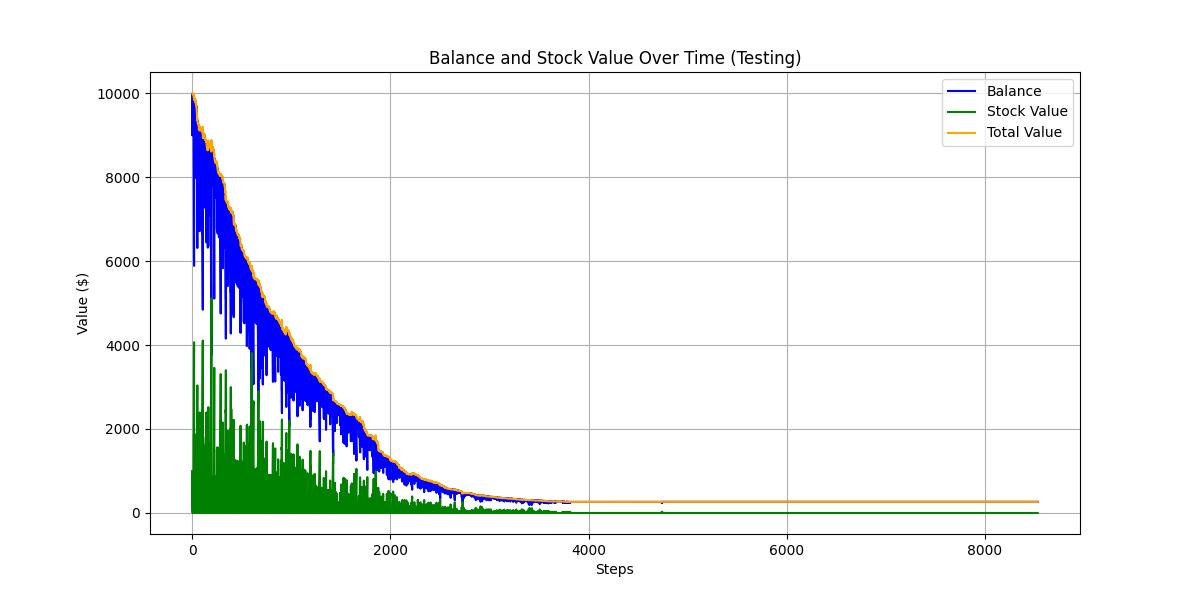 Balance and Stock Value Over Time (Testing)
10000
8000
6000
4000
2000
0
Value ($)
Balance
Stock Value
Total Value
0 2000 4000 6000 8000
Steps